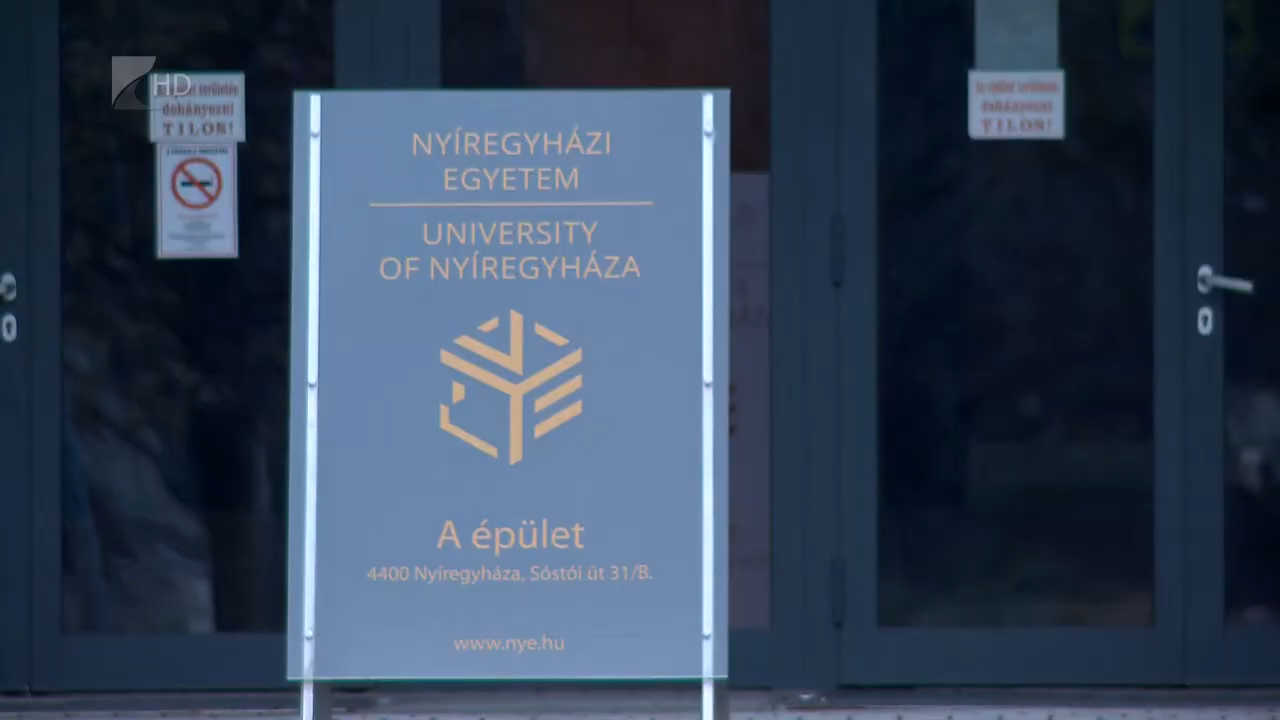 HD
dohányozni
TILOS!
NYÍREGYHÁZI
EGYETEM
UNIVERSITY
OF NYÍREGYHÁZA
A épület
4400 Nyíregyháza, Sóstói út 31/B.
www.nye.hu
dohányozni
TILOS!